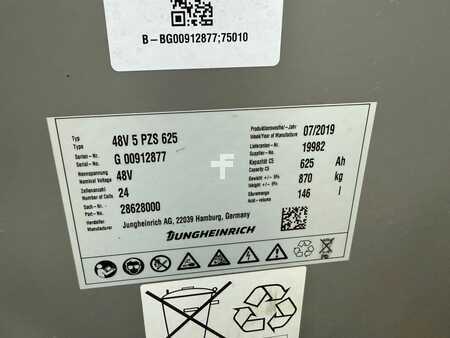 B–BG00912877;75010
Typ
Type
48V 5 PZS 625
Serien–Nr.
Serial–Nr.
G 00912877
Nennspannung
Nominal Voltage
48V
Zellenanzahl
Number of Cells
24
Sach.–Nr.
Part–No.
28628000
Hersteller
Manufacturer
Jungheinrich AG, 22039 Hamburg, Germany
JUNGHEINRICH
Produktionswoche/–Jahr
Week/Year of Manufacture
07/2019
Lieferanten–Nr.
Supplier–No.
19982
Kapazität C5
Capacity C5
625 Ah
Gewicht +/– 5%
Weight +/– 5%
870 kg
Säuremenge
Acid-volume
146 l